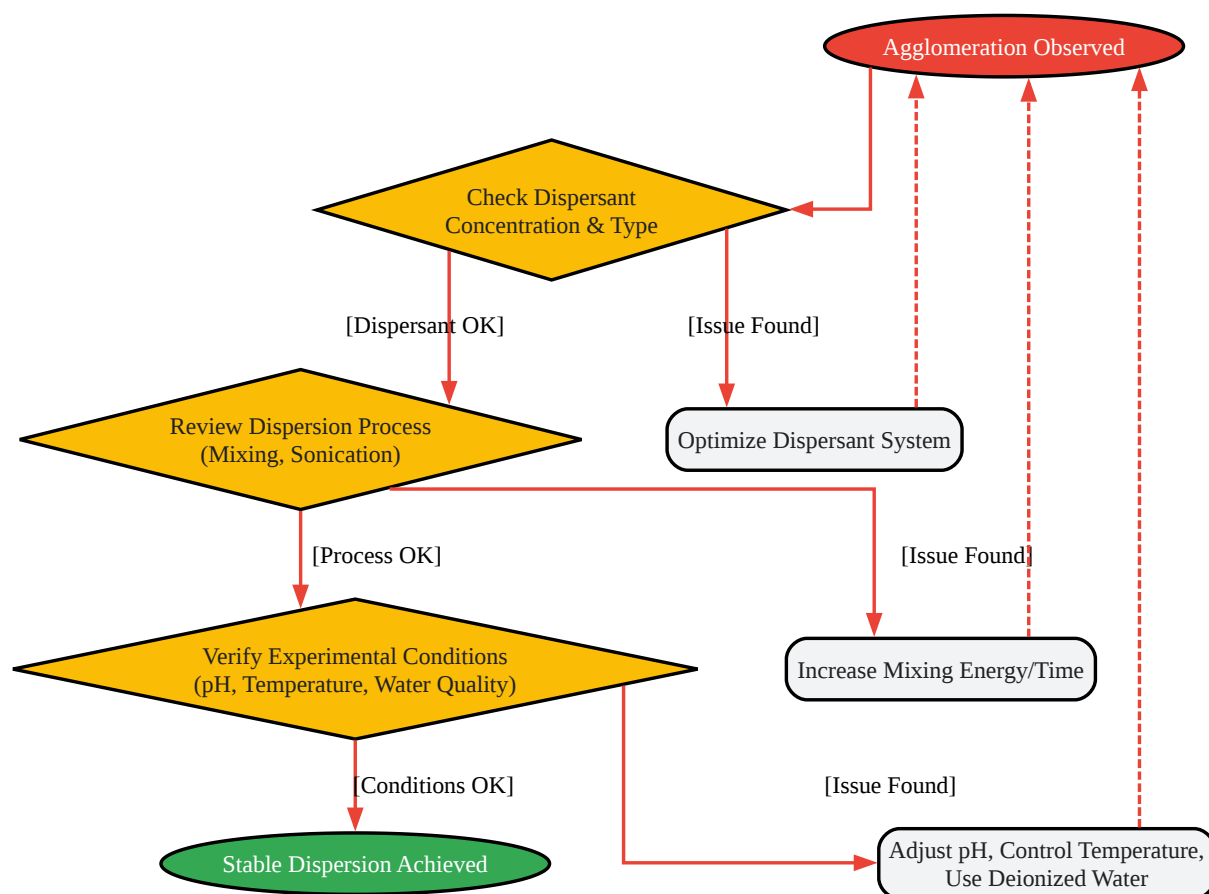 Agglomeration Observed
Check Dispersant
Concentration & Type
[Dispersant OK]
[Issue Found]
Review Dispersion Process
(Mixing, Sonication)
Optimize Dispersant System
[Process OK]
[Issue Found]
Verify Experimental Conditions
(pH, Temperature, Water Quality)
Increase Mixing Energy/Time
[Conditions OK]
[Issue Found]
Stable Dispersion Achieved
Adjust pH, Control Temperature,
Use Deionized Water